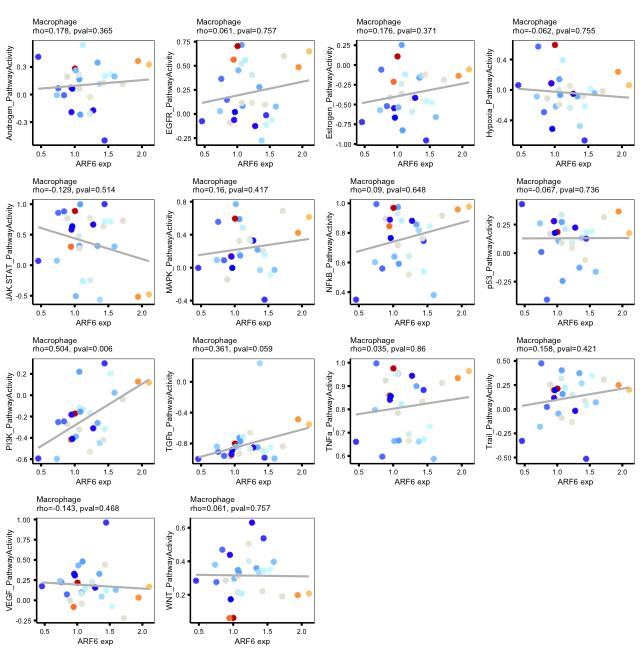 Macrophage
rho=0.178, pval=0.365
Androgen_PathwayActivity
0.3
0.0
-0.3
0.5 1.0 1.5 2.0
ARF6 exp
Macrophage
rho=0.061, pval=0.757
EGFR_PathwayActivity
0.75
0.50
0.25
0.00
-0.25
0.5 1.0 1.5 2.0
ARF6 exp
Macrophage
rho=0.176, pval=0.371
Estrogen_PathwayActivity
0.25
0.00
-0.25
-0.50
-0.75
-1.00
0.5 1.0 1.5 2.0
ARF6 exp
Macrophage
rho=-0.062, pval=0.755
Hypoxia_PathwayActivity
0.4
0.0
-0.4
0.5 1.0 1.5 2.0
ARF6 exp
Macrophage
rho=-0.129, pval=0.514
JAK-STAT_PathwayActivity
1.0
0.5
0.0
-0.5
0.5 1.0 1.5 2.0
ARF6 exp
Macrophage
rho=0.16, pval=0.417
MAPK_PathwayActivity
0.8
0.4
0.0
-0.4
0.5 1.0 1.5 2.0
ARF6 exp
Macrophage
rho=0.09, pval=0.648
NFkB_PathwayActivity
1.0
0.8
0.6
0.4
0.5 1.0 1.5 2.0
ARF6 exp
Macrophage
rho=-0.067, pval=0.736
p53_PathwayActivity
0.25
0.00
-0.25
0.5 1.0 1.5 2.0
ARF6 exp
Macrophage
rho=0.504, pval=0.006
PI3K_PathwayActivity
0.2
0.0
-0.2
-0.4
-0.6
0.5 1.0 1.5 2.0
ARF6 exp
Macrophage
rho=0.361, pval=0.059
TGFb_PathwayActivity
0.0
-0.4
-0.8
0.5 1.0 1.5 2.0
ARF6 exp
Macrophage
rho=0.035, pval=0.86
TNFa_PathwayActivity
1.0
0.9
0.8
0.7
0.6
0.5 1.0 1.5 2.0
ARF6 exp
Macrophage
rho=0.158, pval=0.421
Trail_PathwayActivity
0.50
0.25
0.00
-0.25
-0.50
0.5 1.0 1.5 2.0
ARF6 exp
Macrophage
rho=-0.143, pval=0.468
VEGF_PathwayActivity
1.00
0.75
0.50
0.25
0.00
-0.25
0.5 1.0 1.5 2.0
ARF6 exp
Macrophage
rho=0.061, pval=0.757
WNT_PathwayActivity
0.6
0.4
0.2
0.5 1.0 1.5 2.0
ARF6 exp